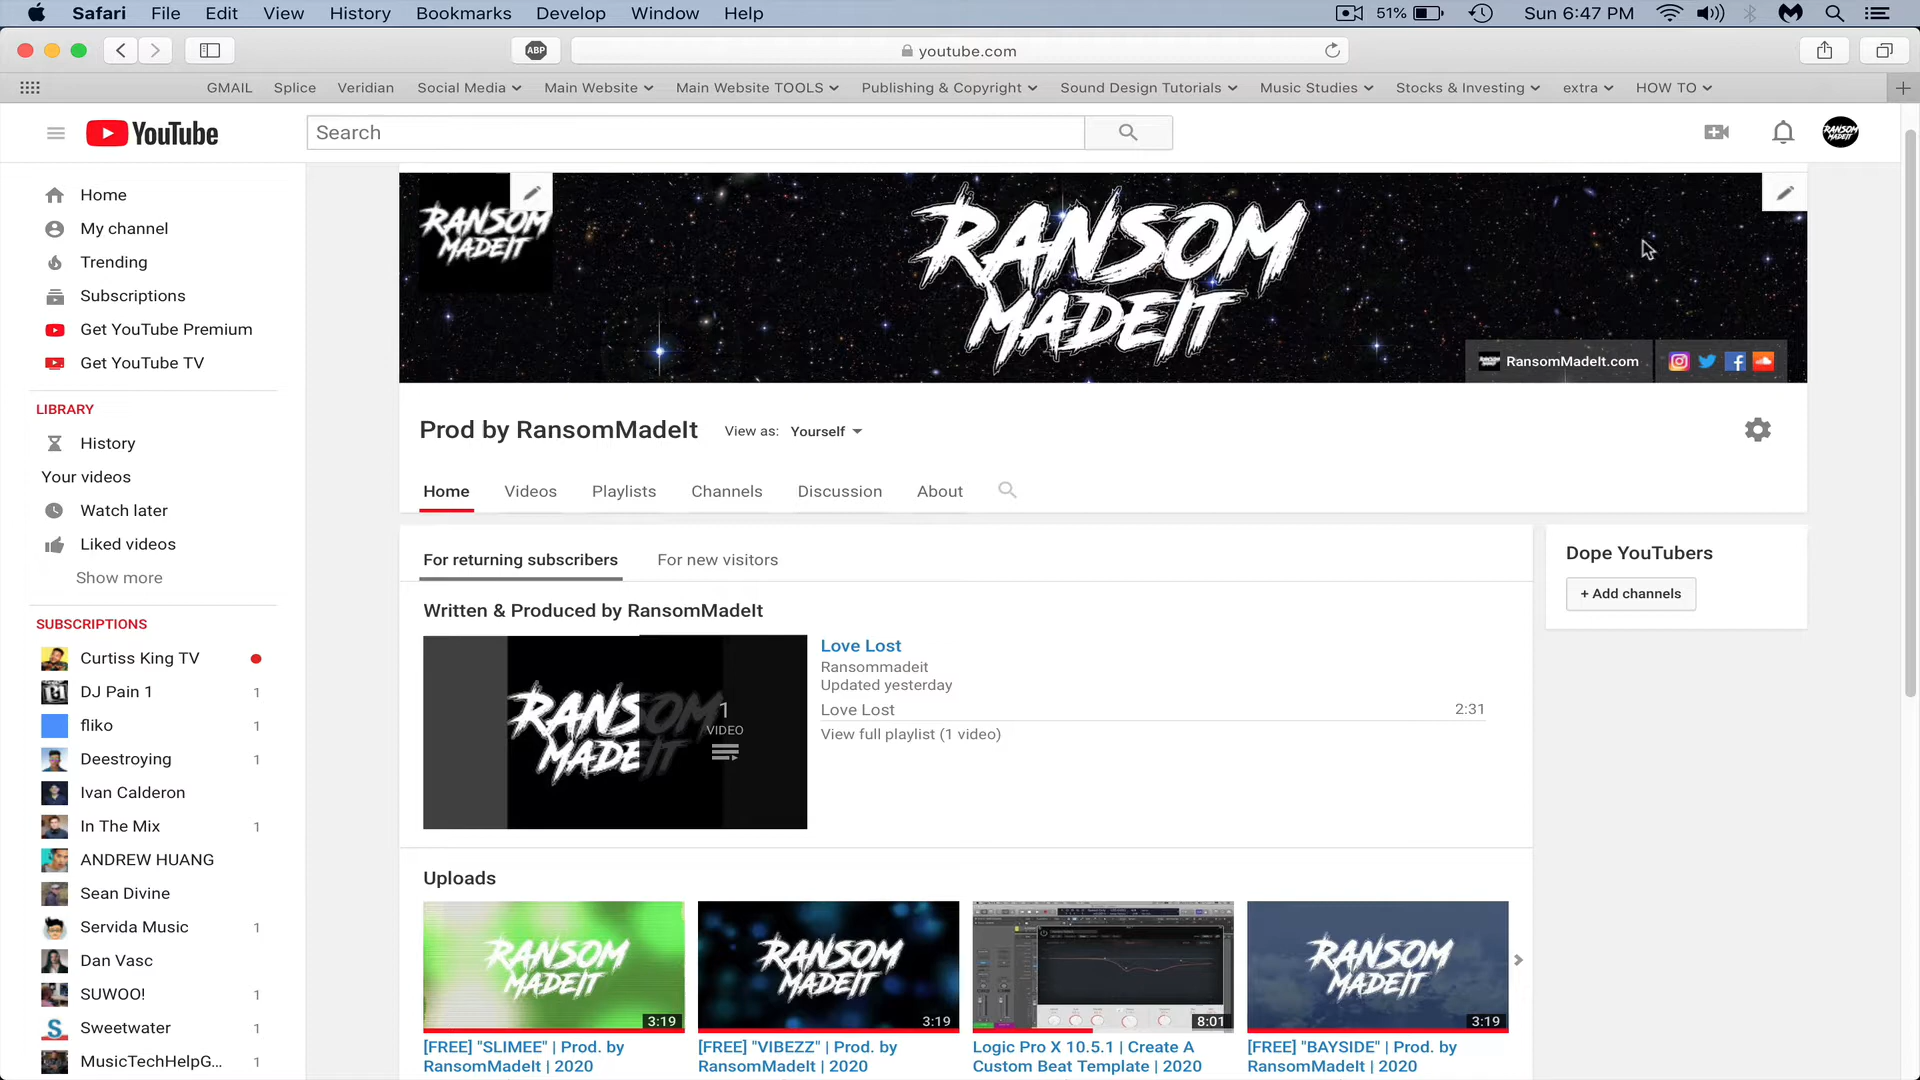 Safari File Edit View History Bookmarks Develop Window Help
51% Sun 6:47 PM
ABP
youtube.com
GMAIL Splice Veridian Social Media Main Website Main Website TOOLS Publishing & Copyright Sound Design Tutorials Music Studies Stocks & Investing extra HOW TO
YouTube
Search
RANSOM
MADEIT
Home
My channel
Trending
Subscriptions
Get YouTube Premium
Get YouTube TV
LIBRARY
History
Your videos
Watch later
Liked videos
Show more
SUBSCRIPTIONS
Curtiss King TV
DJ Pain 1 1
fliko 1
Deestroying 1
Ivan Calderon
In The Mix 1
ANDREW HUANG
Sean Divine
Servida Music 1
Dan Vasc
SUWOO! 1
Sweetwater 1
MusicTechHelpG... 1
RANSOM
MADEIT
RANSOM
MADEIT
RansomMadeIt.com
Prod by RansomMadeIt View as: Yourself
Home Videos Playlists Channels Discussion About
For returning subscribers For new visitors
Written & Produced by RansomMadeIt
RANSOM
MADEIT
1
VIDEO
Love Lost
Ransommadeit
Updated yesterday
Love Lost 2:31
View full playlist (1 video)
Dope YouTubers
+ Add channels
Uploads
RANSOM
MADEIT
3:19
[FREE] "SLIMEE" | Prod. by
RansomMadeIt | 2020
RANSOM
MADEIT
3:19
[FREE] "VIBEZZ" | Prod. by
RansomMadeIt | 2020
8:01
Logic Pro X 10.5.1 | Create A
Custom Beat Template | 2020
RANSOM
MADEIT
3:19
[FREE] "BAYSIDE" | Prod. by
RansomMadeIt | 2020